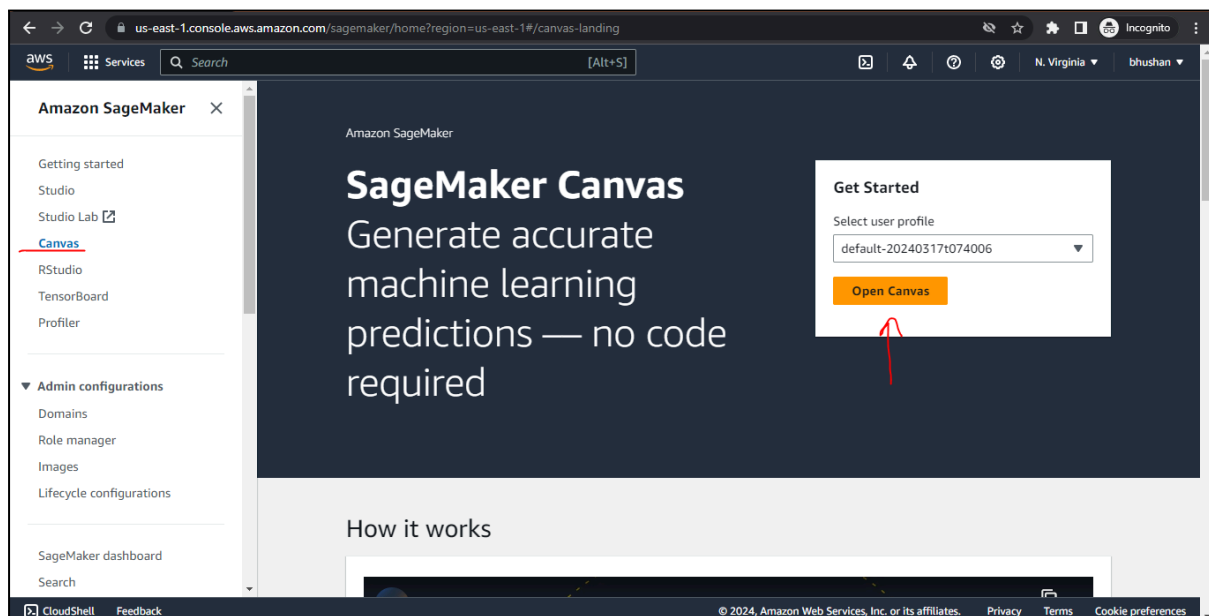 us-east-1.console.aws.amazon.com/sagemaker/home?region=us-east-1#/canvas-landing
Incognito
aws
Services
Search
[Alt+S]
N. Virginia
bhushan
Amazon SageMaker
Getting started
Studio
Studio Lab
Canvas
RStudio
TensorBoard
Profiler
Admin configurations
Domains
Role manager
Images
Lifecycle configurations
SageMaker dashboard
Search
Amazon SageMaker
SageMaker Canvas
Generate accurate
machine learning
predictions — no code
required
Get Started
Select user profile
default-20240317t074006
Open Canvas
How it works
CloudShell
Feedback
© 2024, Amazon Web Services, Inc. or its affiliates.
Privacy
Terms
Cookie preferences